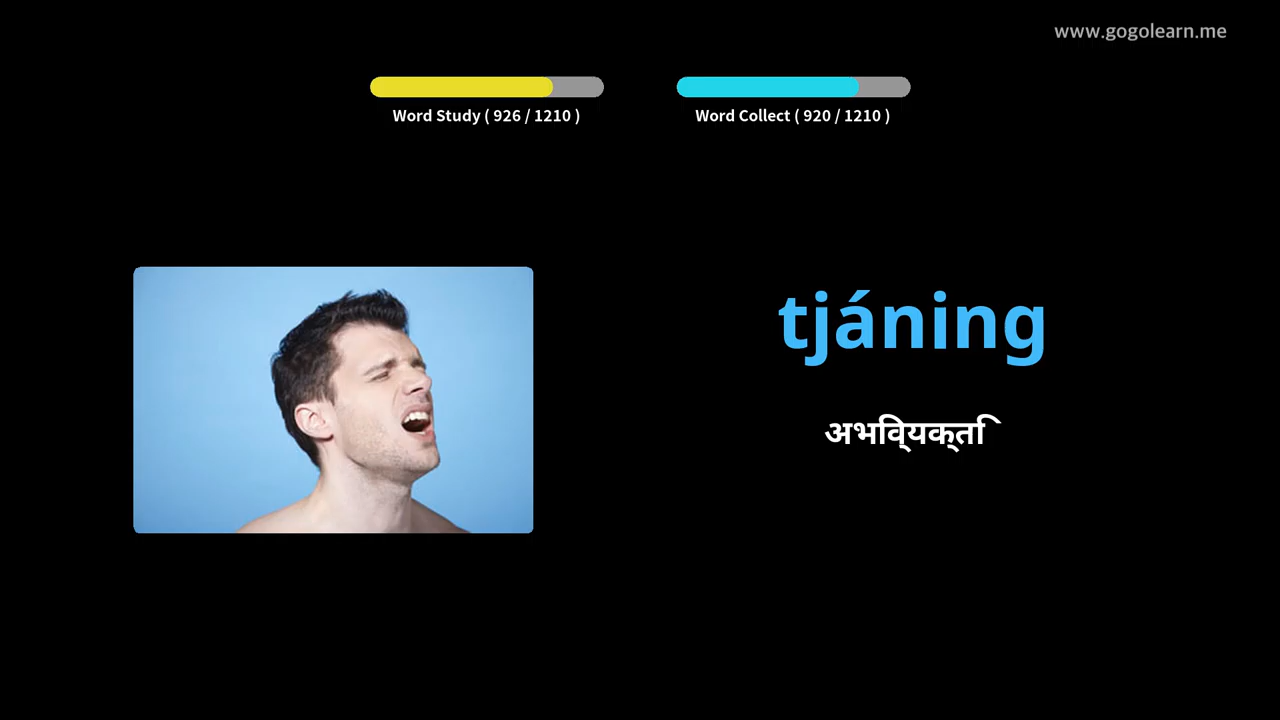 www.gogolearn.me
Word Study ( 926 / 1210 )
Word Collect ( 920 / 1210 )
tjáning
अभिव्यक्ति